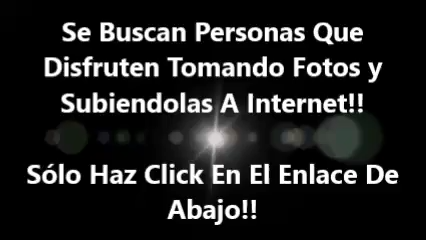 Se Buscan Personas Que
Disfruten Tomando Fotos y
Subiendolas A Internet!!
Sólo Haz Click En El Enlace De
Abajo!!